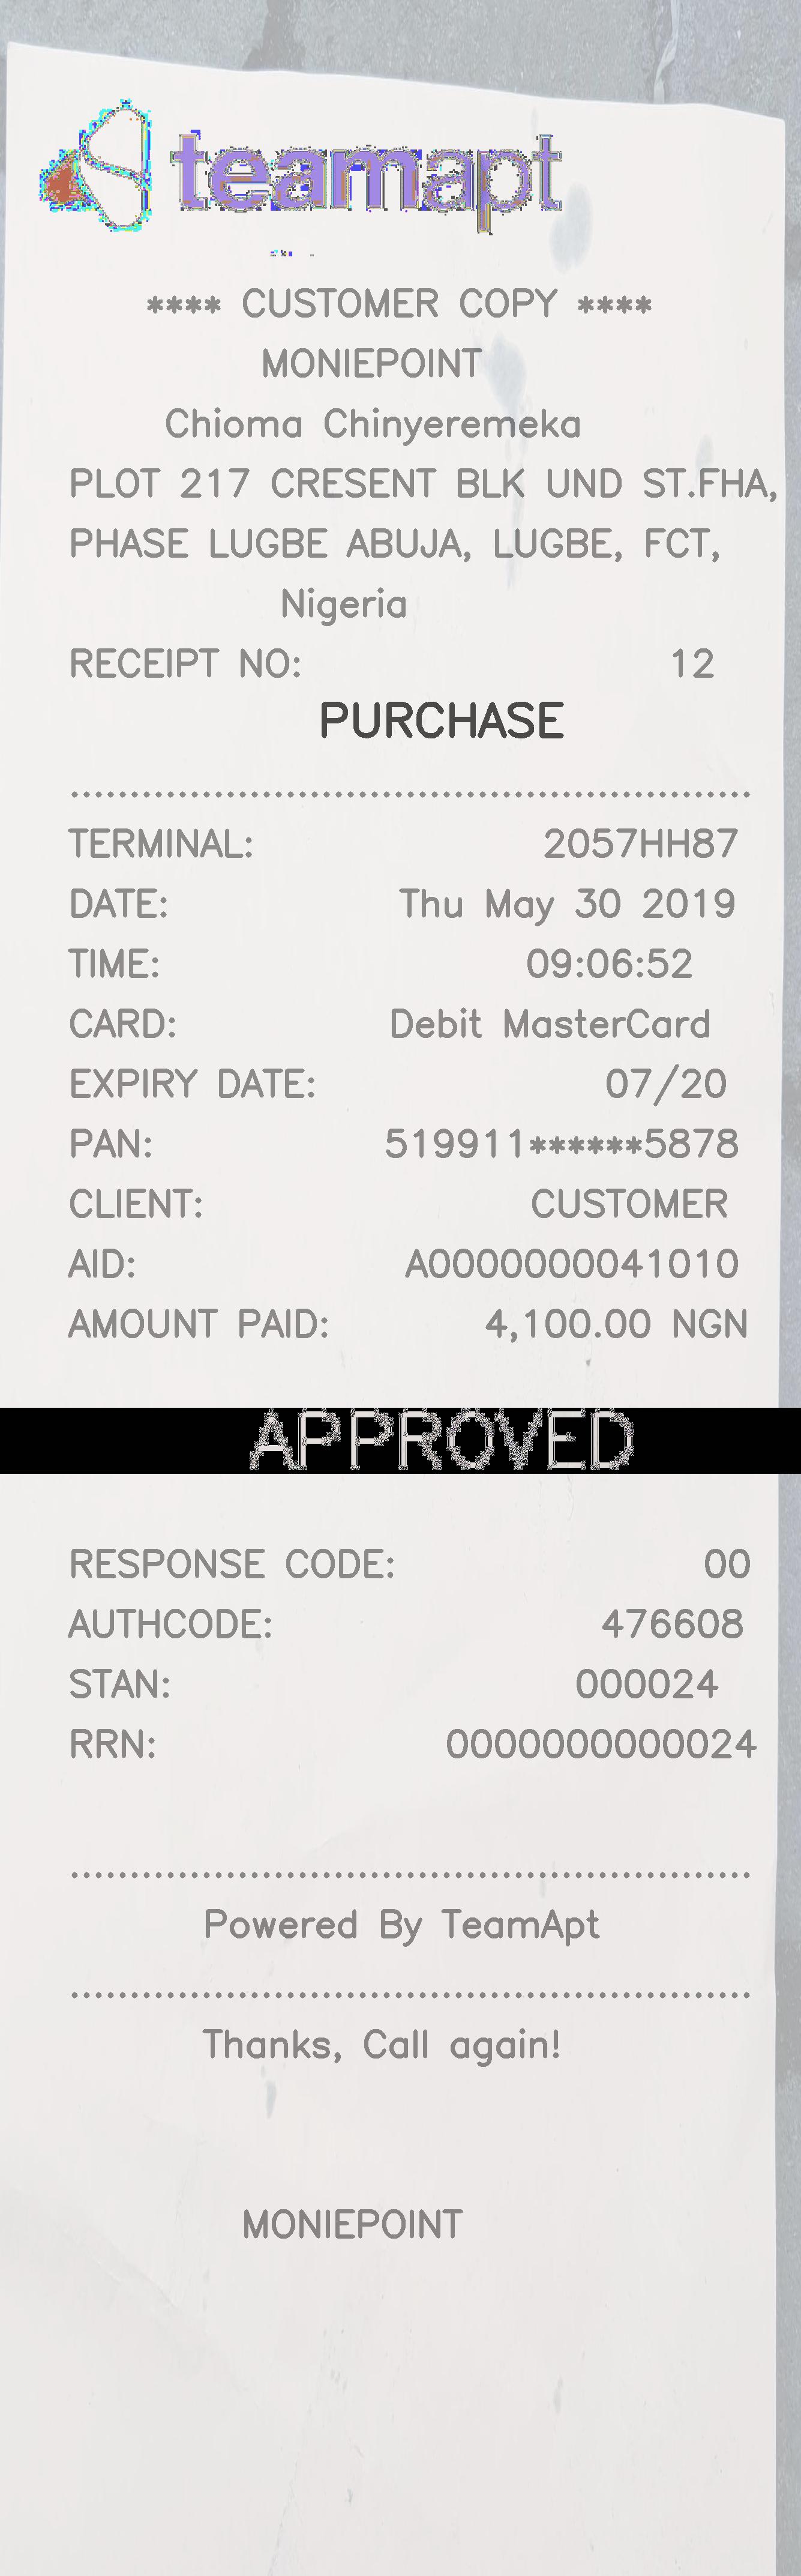 teamapt
**** CUSTOMER COPY ****
MONIEPOINT
Chioma Chinyeremeka
PLOT 217 CRESENT BLK UND ST.FHA,
PHASE LUGBE ABUJA, LUGBE, FCT,
Nigeria
RECEIPT NO: 12
PURCHASE
TERMINAL: 2057HH87
DATE: Thu May 30 2019
TIME: 09:06:52
CARD: Debit MasterCard
EXPIRY DATE: 07/20
PAN: 519911******5878
CLIENT: CUSTOMER
AID: A0000000041010
AMOUNT PAID: 4,100.00 NGN
APPROVED
RESPONSE CODE: 00
AUTHCODE: 476608
STAN: 000024
RRN: 0000000000024
Powered By TeamApt
Thanks, Call again!
MONIEPOINT